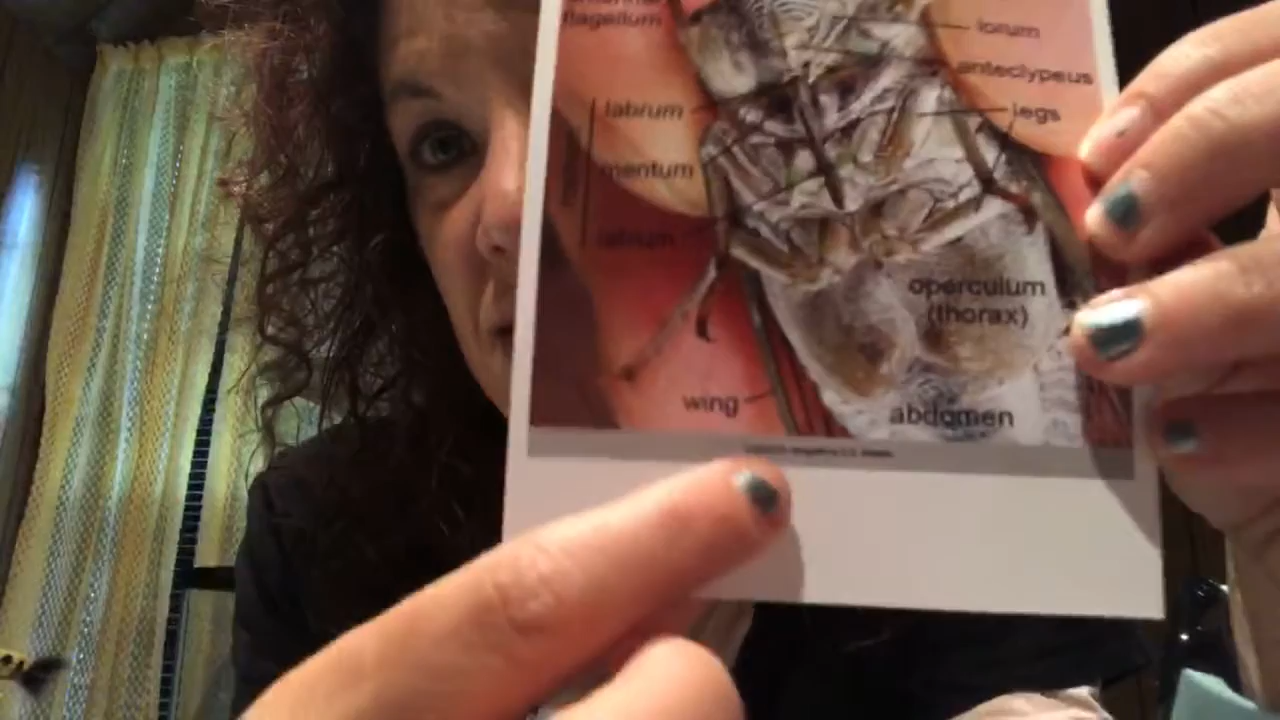 flagellum
lorum
anteclypeus
labrum
legs
mentum
labium
operculum
(thorax)
wing
abdomen